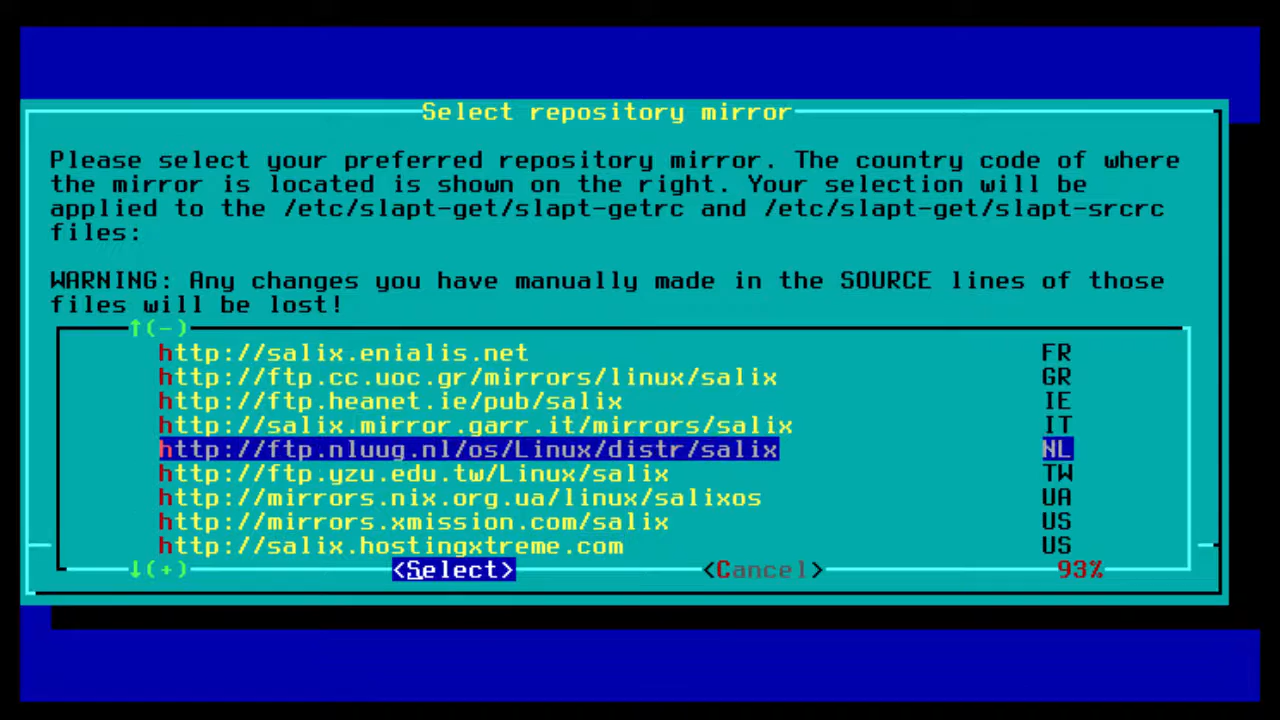 Select repository mirror
Please select your preferred repository mirror. The country code of where
the mirror is located is shown on the right. Your selection will be
applied to the /etc/slapt-get/slapt-getrc and /etc/slapt-get/slapt-srcrc
files:
WARNING: Any changes you have manually made in the SOURCE lines of those
files will be lost!
↑(-)
http://salix.enialis.net FR
http://ftp.cc.uoc.gr/mirrors/linux/salix GR
http://ftp.heanet.ie/pub/salix IE
http://salix.mirror.garr.it/mirrors/salix IT
http://ftp.nluug.nl/os/Linux/distr/salix NL
http://ftp.yzu.edu.tw/Linux/salix TW
http://mirrors.nix.org.ua/linux/salixos UA
http://mirrors.xmission.com/salix US
http://salix.hostingxtreme.com US
↓(+) <Select> <Cancel> 93%